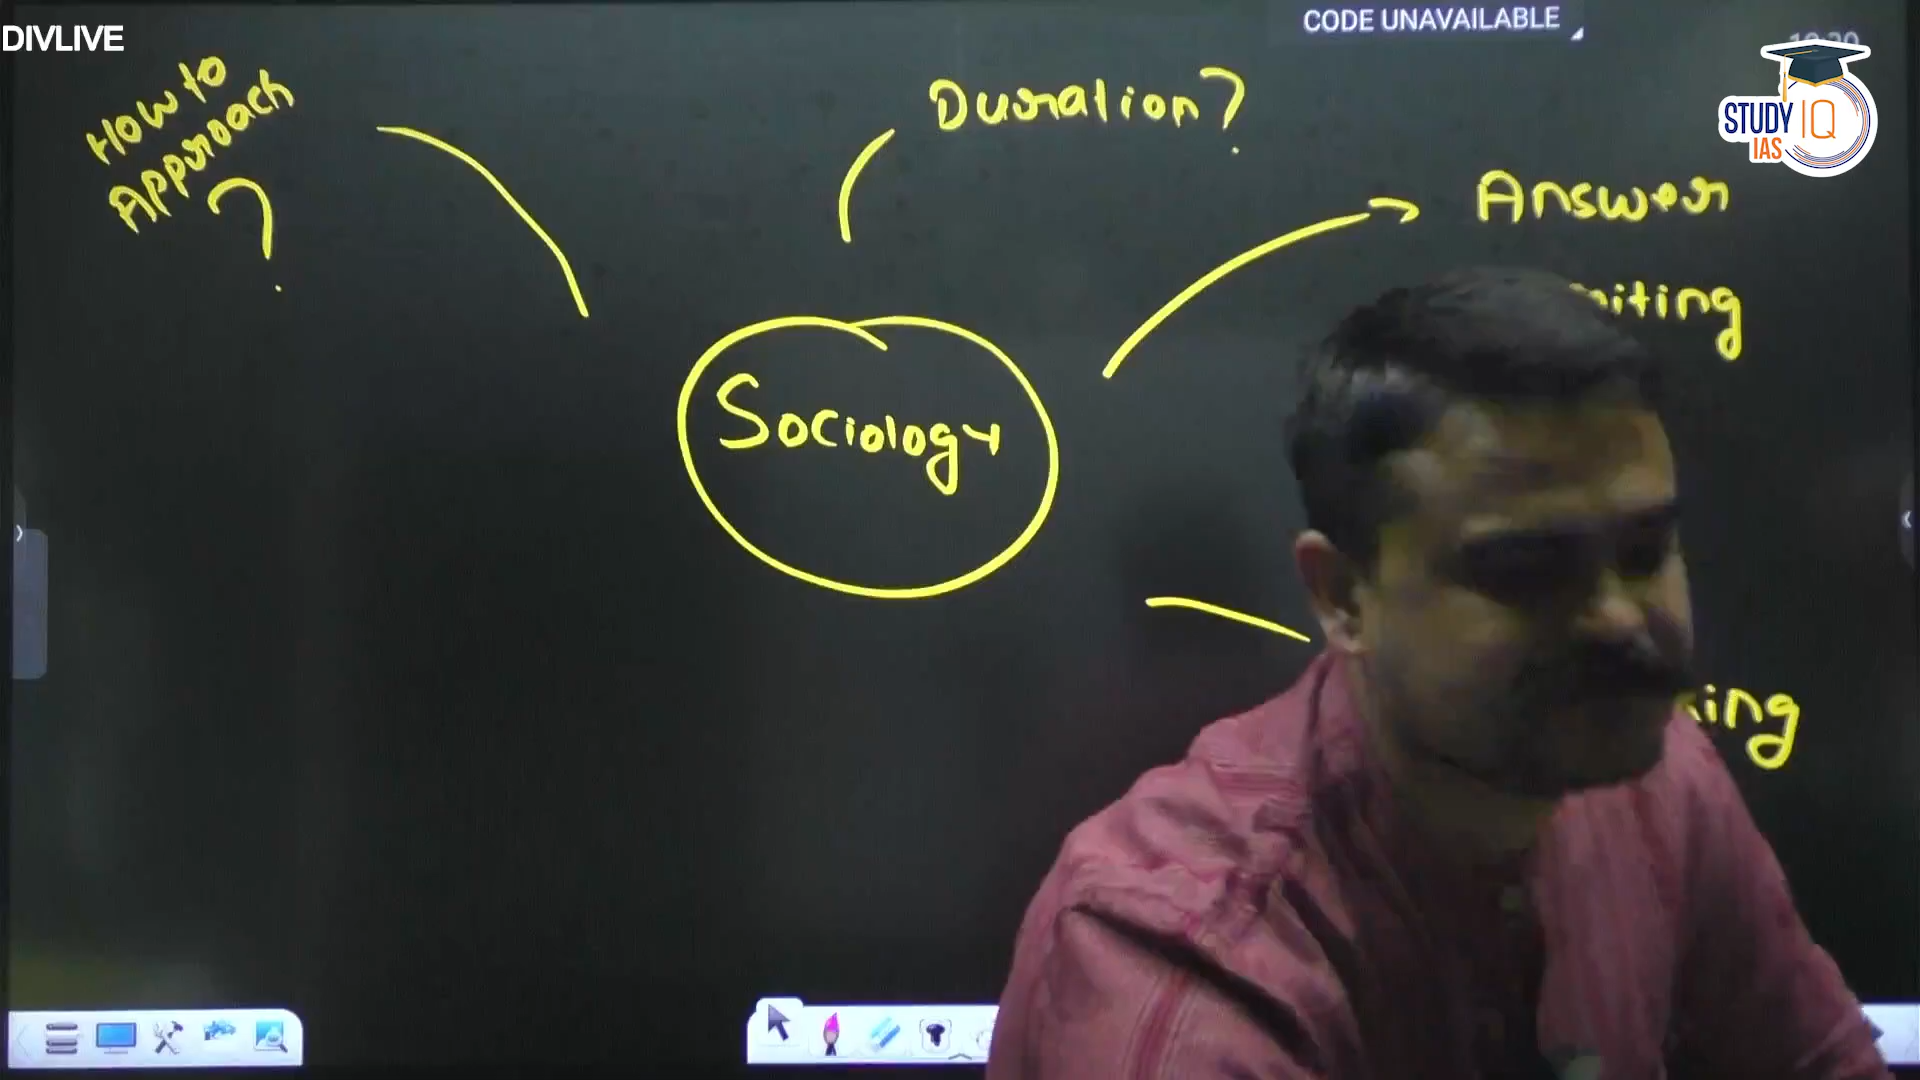 DIVLIVE
CODE UNAVAILABLE
STUDY IQ
IAS
How to
Approach
?
Duration?
Answer
Sociology